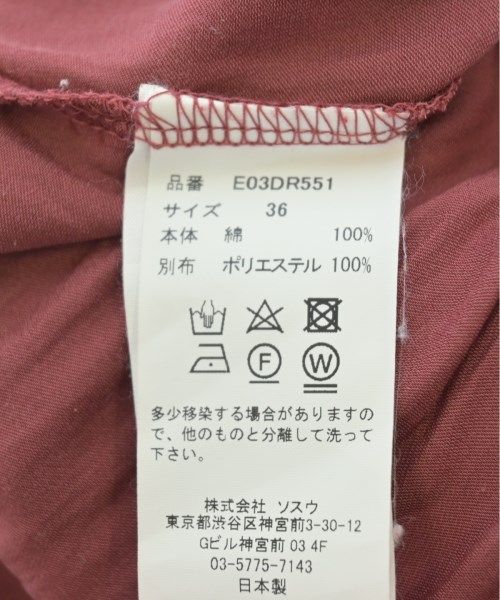 品番 E03DR551
サイズ 36
本体 綿 100%
別布 ポリエステル 100%
F W
多少移染する場合がありますの
で、他のものと分離して洗って
下さい。
株式会社 ソスウ
東京都渋谷区神宮前3-30-12
Gビル神宮前 03 4F
03-5775-7143
日本製